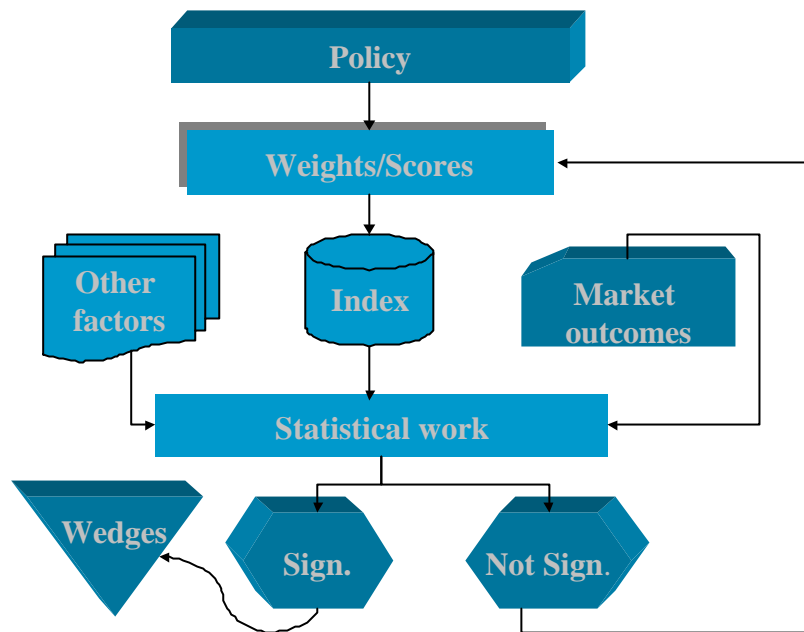 Policy
Weights/Scores
Other
factors
Index
Market
outcomes
Statistical work
Wedges
Sign.
Not Sign.